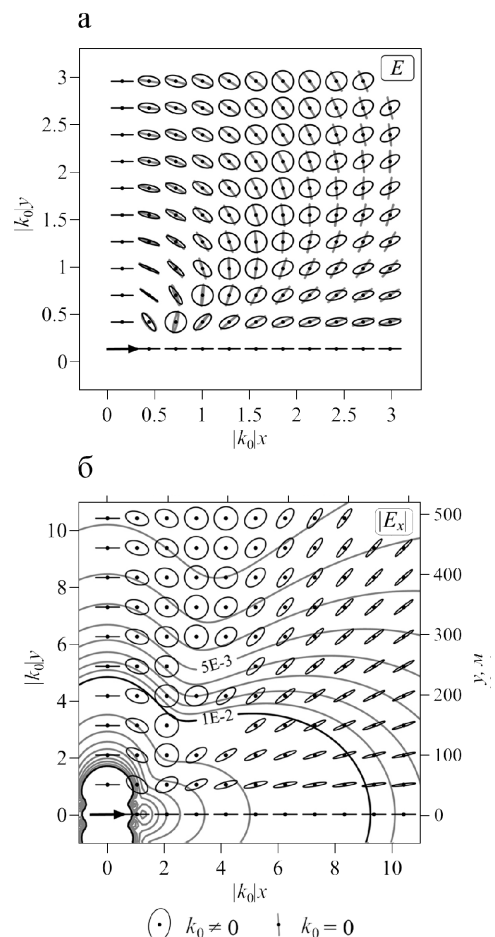 а
E
3
2.5
2
1.5
1
0.5
0
|k₀|y
0 0.5 1 1.5 2 2.5 3
|k₀|x
б
|Eₓ|
10
8
6
4
2
0
|k₀|y
5E-3
1E-2
500
400
300
200
100
0
y, м
0 2 4 6 8 10
|k₀|x
k₀ ≠ 0 k₀ = 0